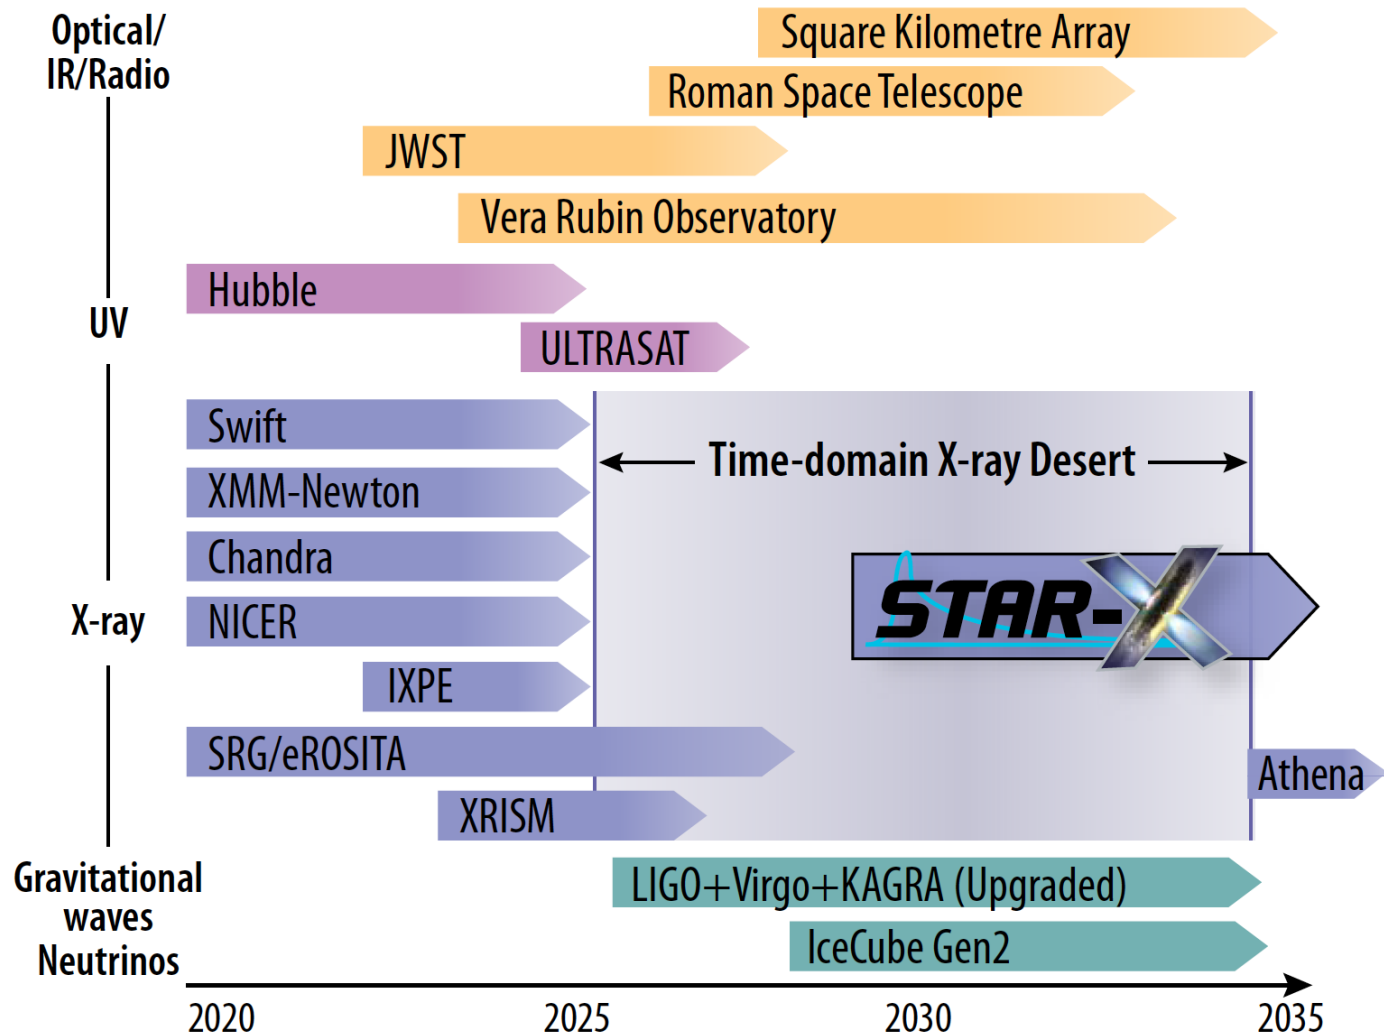 Optical/
IR/Radio
Square Kilometre Array
Roman Space Telescope
JWST
Vera Rubin Observatory
Hubble
UV
ULTRASAT
Swift
Time-domain X-ray Desert
XMM-Newton
Chandra
STAR-X
X-ray
NICER
IXPE
SRG/eROSITA
Athena
XRISM
Gravitational
waves
Neutrinos
LIGO+Virgo+KAGRA (Upgraded)
IceCube Gen2
2020
2025
2030
2035